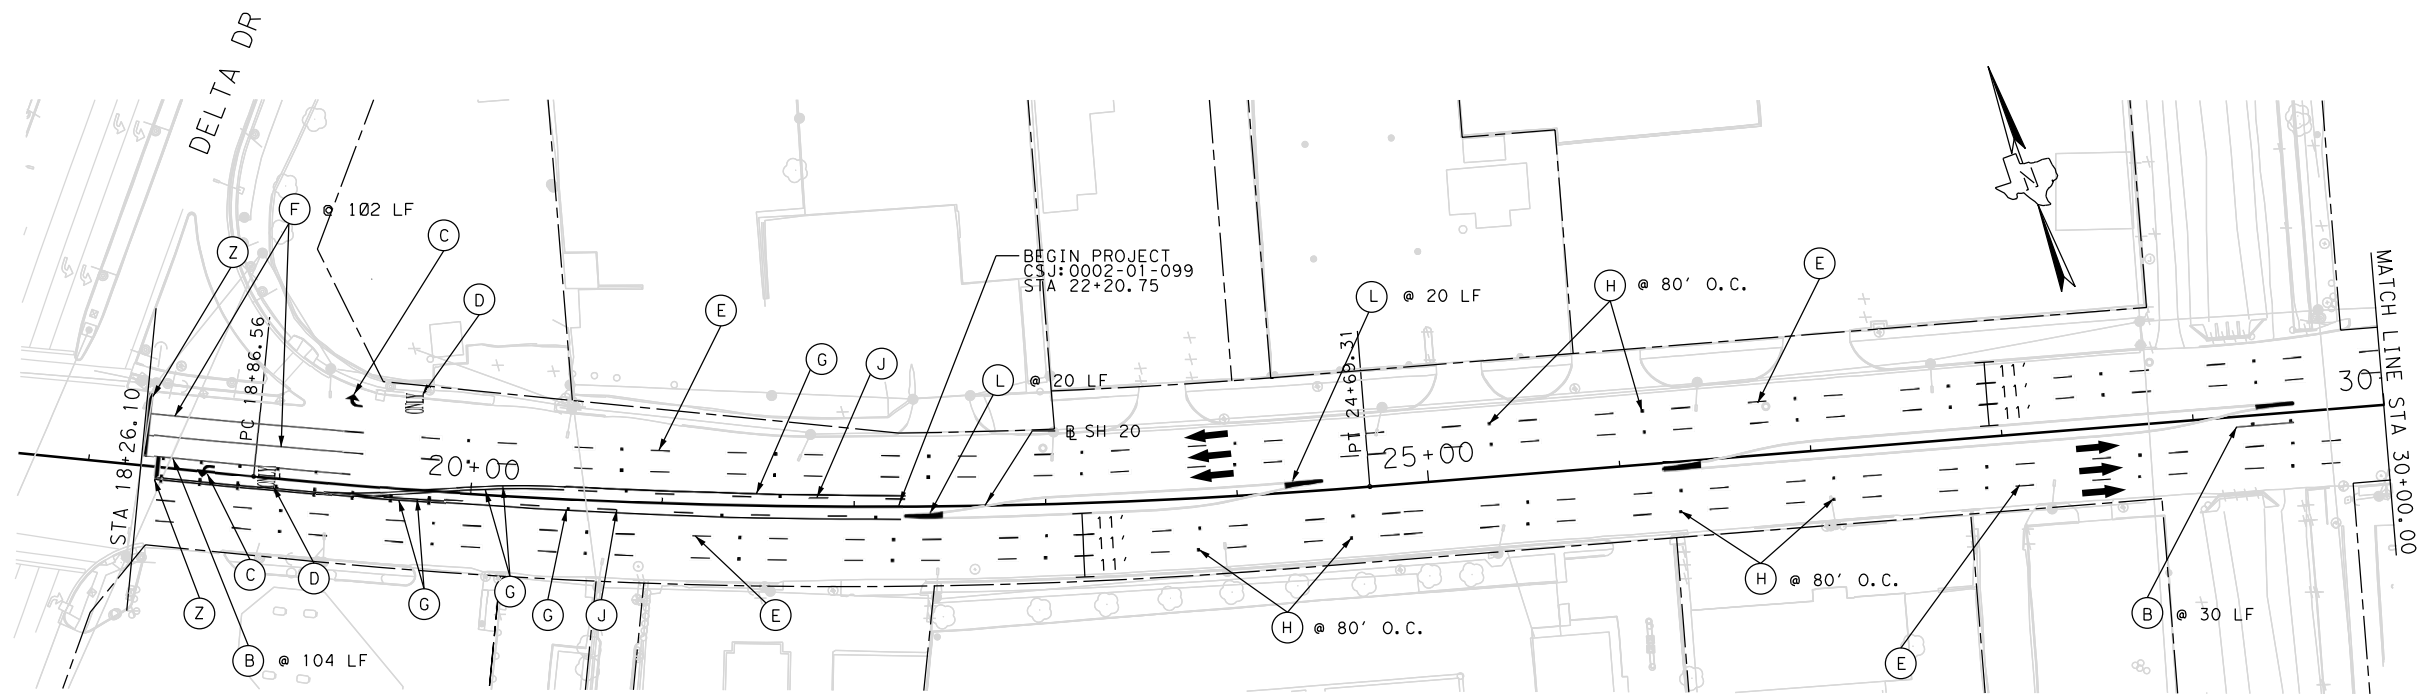 DELTA DR
F @ 102 LF
C
Z
D
E
BEGIN PROJECT
CSJ:0002-01-099
STA 22+20.75
L @ 20 LF
H @ 80' O.C.
E
MATCH LINE STA 30+00.00
STA 18+26.10
PC 18+86.56
ONLY
G
J
L @ 20 LF
PT 24+69.31
11'
11'
11'
30
20+00
ONLY
B SH 20
25+00
11'
11'
11'
Z
C
D
G
G
G
J
E
H @ 80' O.C.
H @ 80' O.C.
B @ 30 LF
E
B @ 104 LF
N